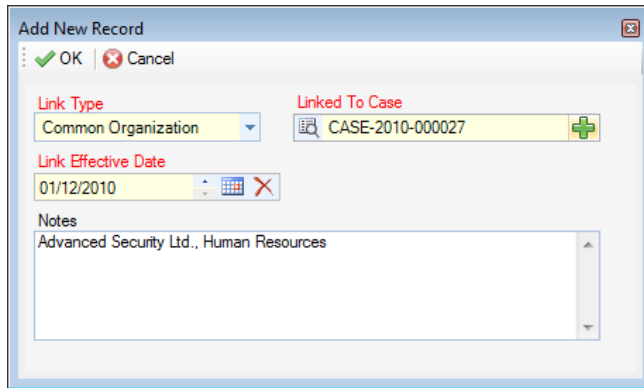 Add New Record
OK Cancel
Link Type Linked To Case
Common Organization CASE-2010-000027
Link Effective Date
01/12/2010
Notes
Advanced Security Ltd., Human Resources